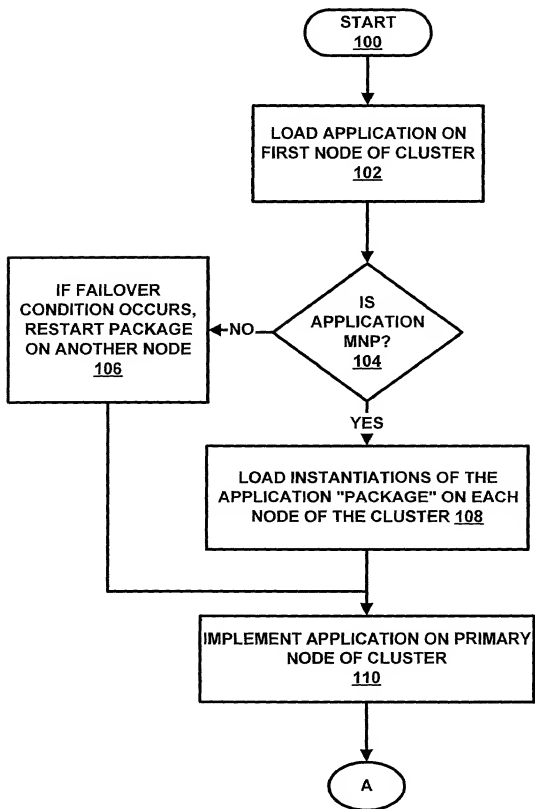 START
100
LOAD APPLICATION ON
FIRST NODE OF CLUSTER
102
IS
APPLICATION
MNP?
104
NO
IF FAILOVER
CONDITION OCCURS,
RESTART PACKAGE
ON ANOTHER NODE
106
YES
LOAD INSTANTIATIONS OF THE
APPLICATION "PACKAGE" ON EACH
NODE OF THE CLUSTER 108
IMPLEMENT APPLICATION ON PRIMARY
NODE OF CLUSTER
110
A